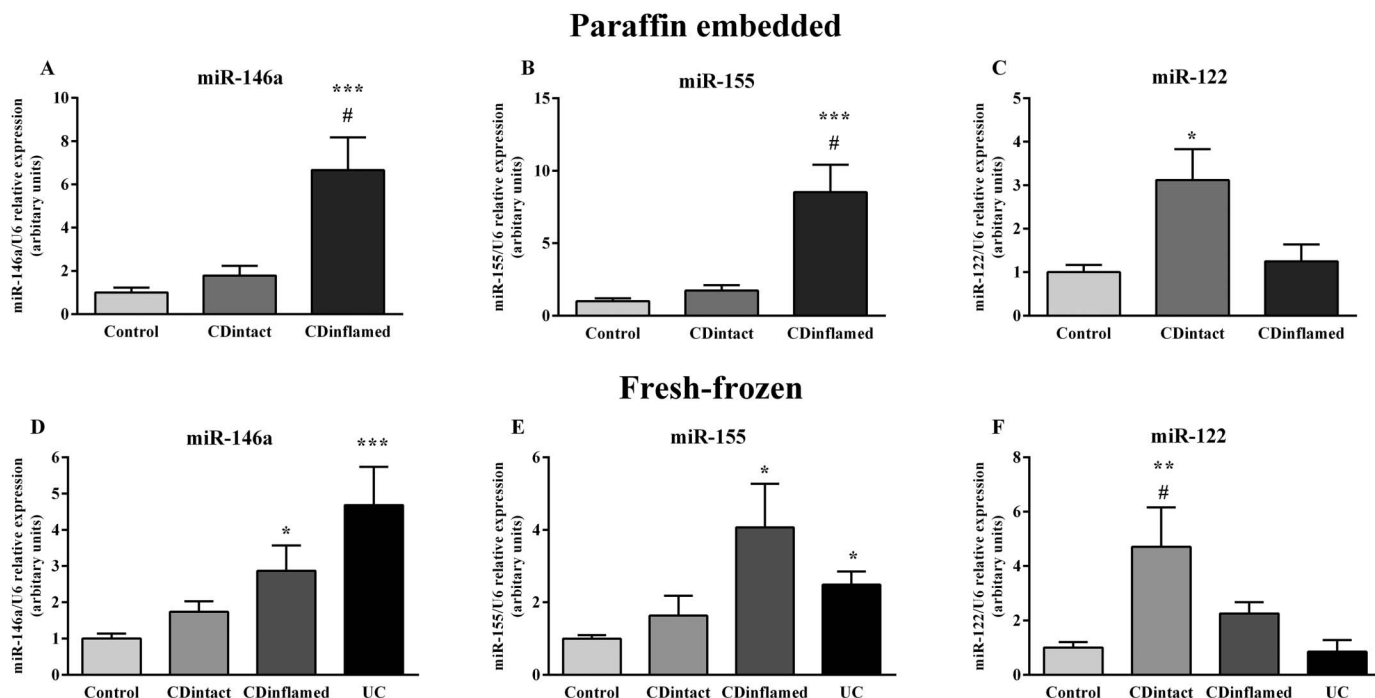 Paraffin embedded
A
miR-146a
miR-146a/U6 relative expression
(arbitary units)
10
8
6
4
2
0
***
#
Control CDintact CDinflamed
B
miR-155
miR-155/U6 relative expression
(arbitary units)
15
10
5
0
***
#
Control CDintact CDinflamed
C
miR-122
miR-122/U6 relative expression
(arbitary units)
5
4
3
2
1
0
*
Control CDintact CDinflamed
Fresh-frozen
D
miR-146a
miR-146a/U6 relative expression
(arbitary units)
6
5
4
3
2
1
0
*
***
Control CDintact CDinflamed UC
E
miR-155
miR-155/U6 relative expression
(arbitary units)
6
4
2
0
*
*
Control CDintact CDinflamed UC
F
miR-122
miR-122/U6 relative expression
(arbitary units)
8
6
4
2
0
**
#
Control CDintact CDinflamed UC